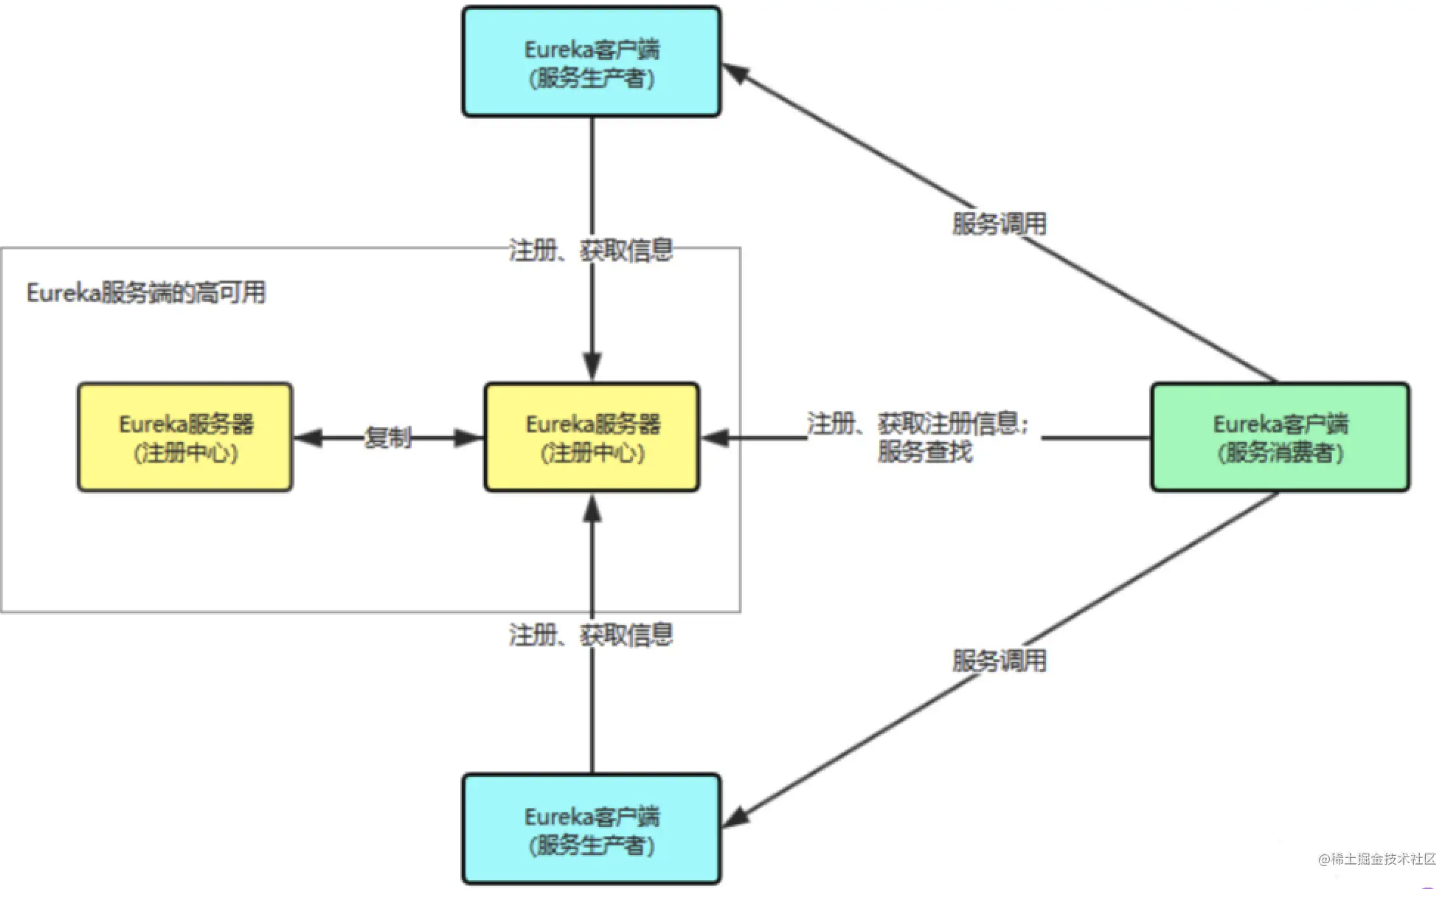 Eureka客户端
(服务生产者)
服务调用
注册、获取信息
Eureka服务端的高可用
Eureka服务器
(注册中心)
复制
Eureka服务器
(注册中心)
注册、获取注册信息；
服务查找
Eureka客户端
(服务消费者)
注册、获取信息
服务调用
Eureka客户端
(服务生产者)
@稀土掘金技术社区